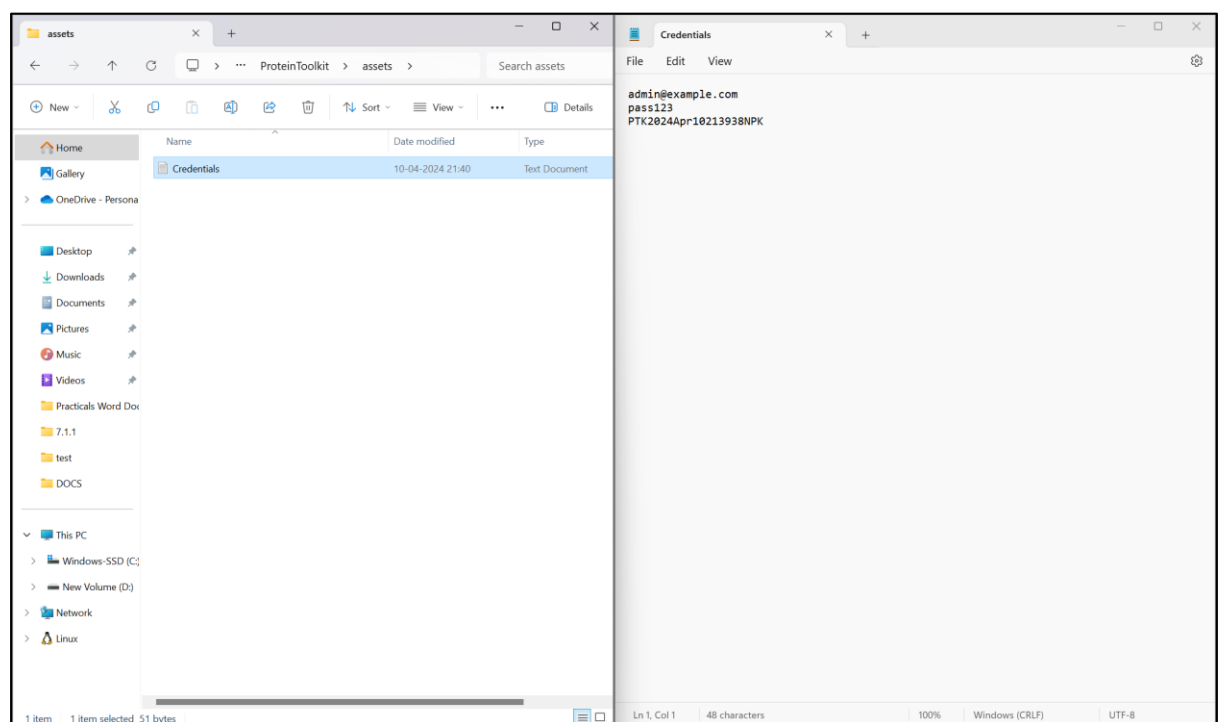 assets
ProteinToolkit > assets >
Search assets
New
Sort
View
Details
Name
Date modified
Type
Home
Gallery
OneDrive - Persona
Desktop
Downloads
Documents
Pictures
Music
Videos
Practicals Word Doc
7.1.1
test
DOCS
This PC
Windows-SSD (C:)
New Volume (D:)
Network
Linux
Credentials
10-04-2024 21:40
Text Document
1 item
1 item selected 51 bytes
Credentials
File Edit View
admin@example.com
pass123
PTK2024Apr10213938NPK
Ln 1, Col 1
48 characters
100%
Windows (CRLF)
UTF-8